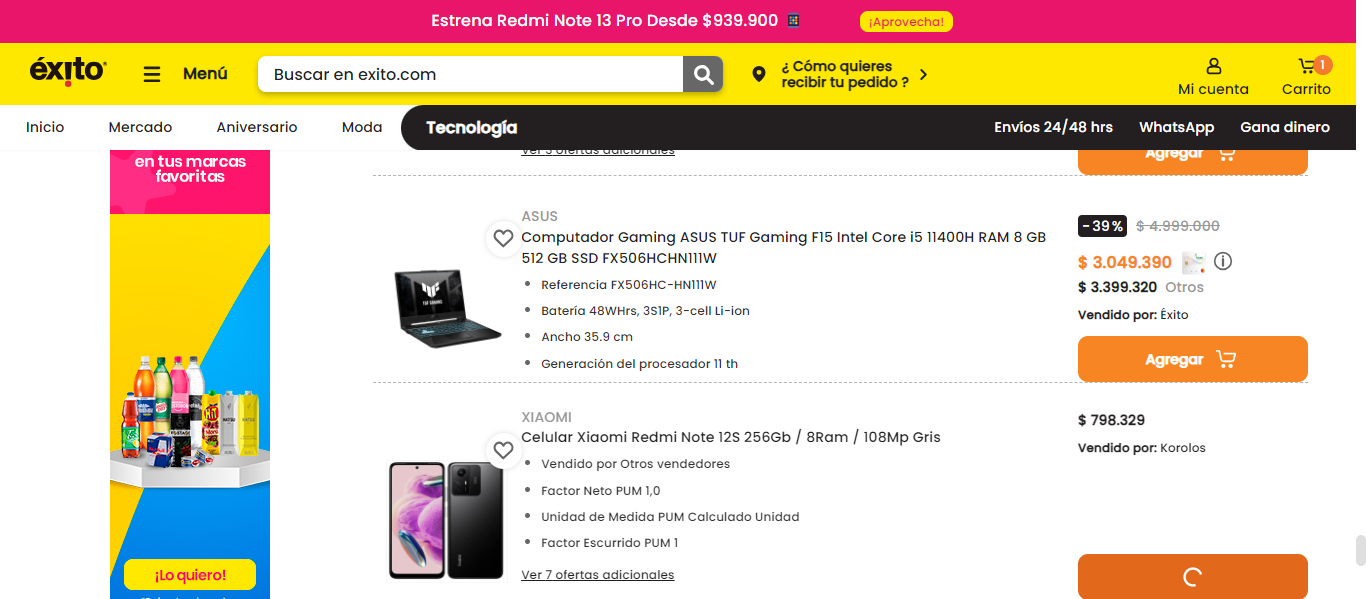 Estrena Redmi Note 13 Pro Desde $939.900
¡Aprovecha!
éxito
Menú
Buscar en exito.com
¿ Cómo quieres
recibir tu pedido ?
Mi cuenta
1
Carrito
Inicio
Mercado
Aniversario
Moda
Tecnología
Envíos 24/48 hrs
WhatsApp
Gana dinero
en tus marcas
favoritas
¡Lo quiero!
Ver 5 ofertas adicionales
Agregar
ASUS
Computador Gaming ASUS TUF Gaming F15 Intel Core i5 11400H RAM 8 GB
512 GB SSD FX506HCHN111W
Referencia FX506HC-HN111W
Batería 48WHrs, 3S1P, 3-cell Li-ion
Ancho 35.9 cm
Generación del procesador 11 th
-39%
$ 4.999.000
$ 3.049.390
$ 3.399.320 Otros
Vendido por: Éxito
Agregar
XIAOMI
Celular Xiaomi Redmi Note 12S 256Gb / 8Ram / 108Mp Gris
Vendido por Otros vendedores
Factor Neto PUM 1,0
Unidad de Medida PUM Calculado Unidad
Factor Escurrido PUM 1
Ver 7 ofertas adicionales
$ 798.329
Vendido por: Korolos